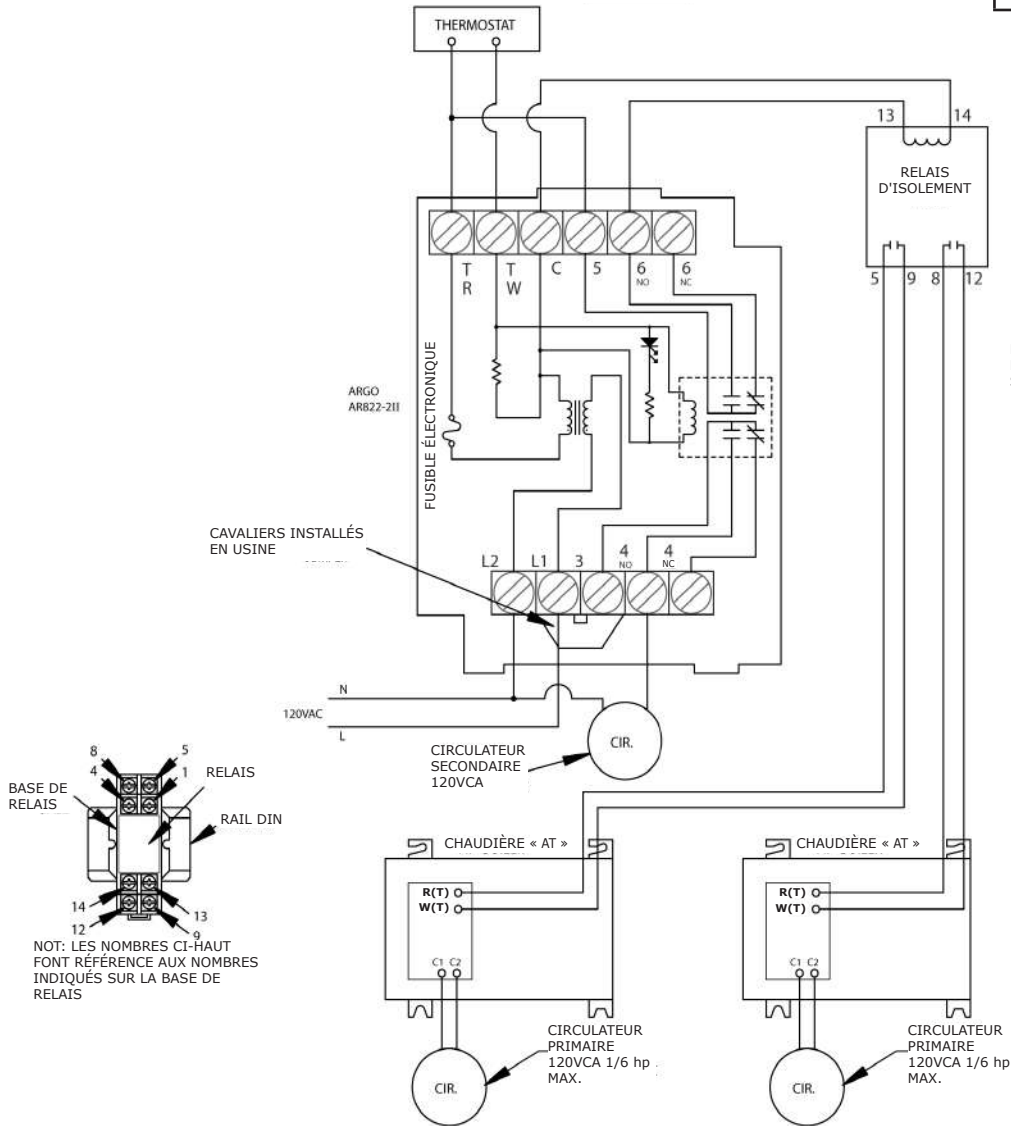 THERMOSTAT
13
14
RELAIS
D'ISOLEMENT
5
9
8
12
T
R
T
W
C
5
6
NO
6
NC
FUSIBLE ÉLECTRONIQUE
ARGO
AR822-2II
CAVALIERS INSTALLÉS
EN USINE
L2
L1
3
4
NO
4
NC
N
120VAC
L
CIR.
CIRCULATEUR
SECONDAIRE
120VCA
8
5
4
1
BASE DE
RELAIS
RELAIS
RAIL DIN
14
13
12
9
NOT: LES NOMBRES CI-HAUT
FONT RÉFÉRENCE AUX NOMBRES
INDIQUÉS SUR LA BASE DE
RELAIS
CHAUDIÈRE « AT »
R(T)
W(T)
C1 C2
CIR.
CIRCULATEUR
PRIMAIRE
120VCA 1/6 hp
MAX.
CHAUDIÈRE « AT »
R(T)
W(T)
C1 C2
CIR.
CIRCULATEUR
PRIMAIRE
120VCA 1/6 hp
MAX.